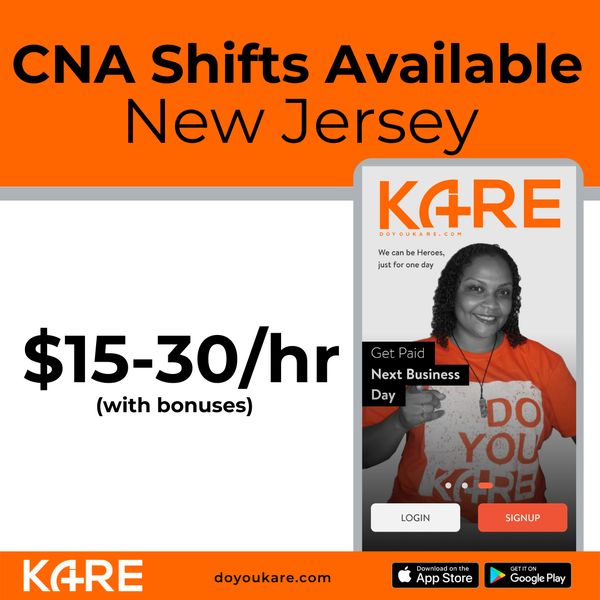 CNA Shifts Available
New Jersey
$15-30/hr
(with bonuses)
KARE
DOYOUKARE.COM
We can be Heroes,
just for one day
Get Paid
Next Business
Day
DO
YOU
KARE
LOGIN
SIGNUP
KARE
doyoukare.com
Download on the
App Store
GET IT ON
Google Play